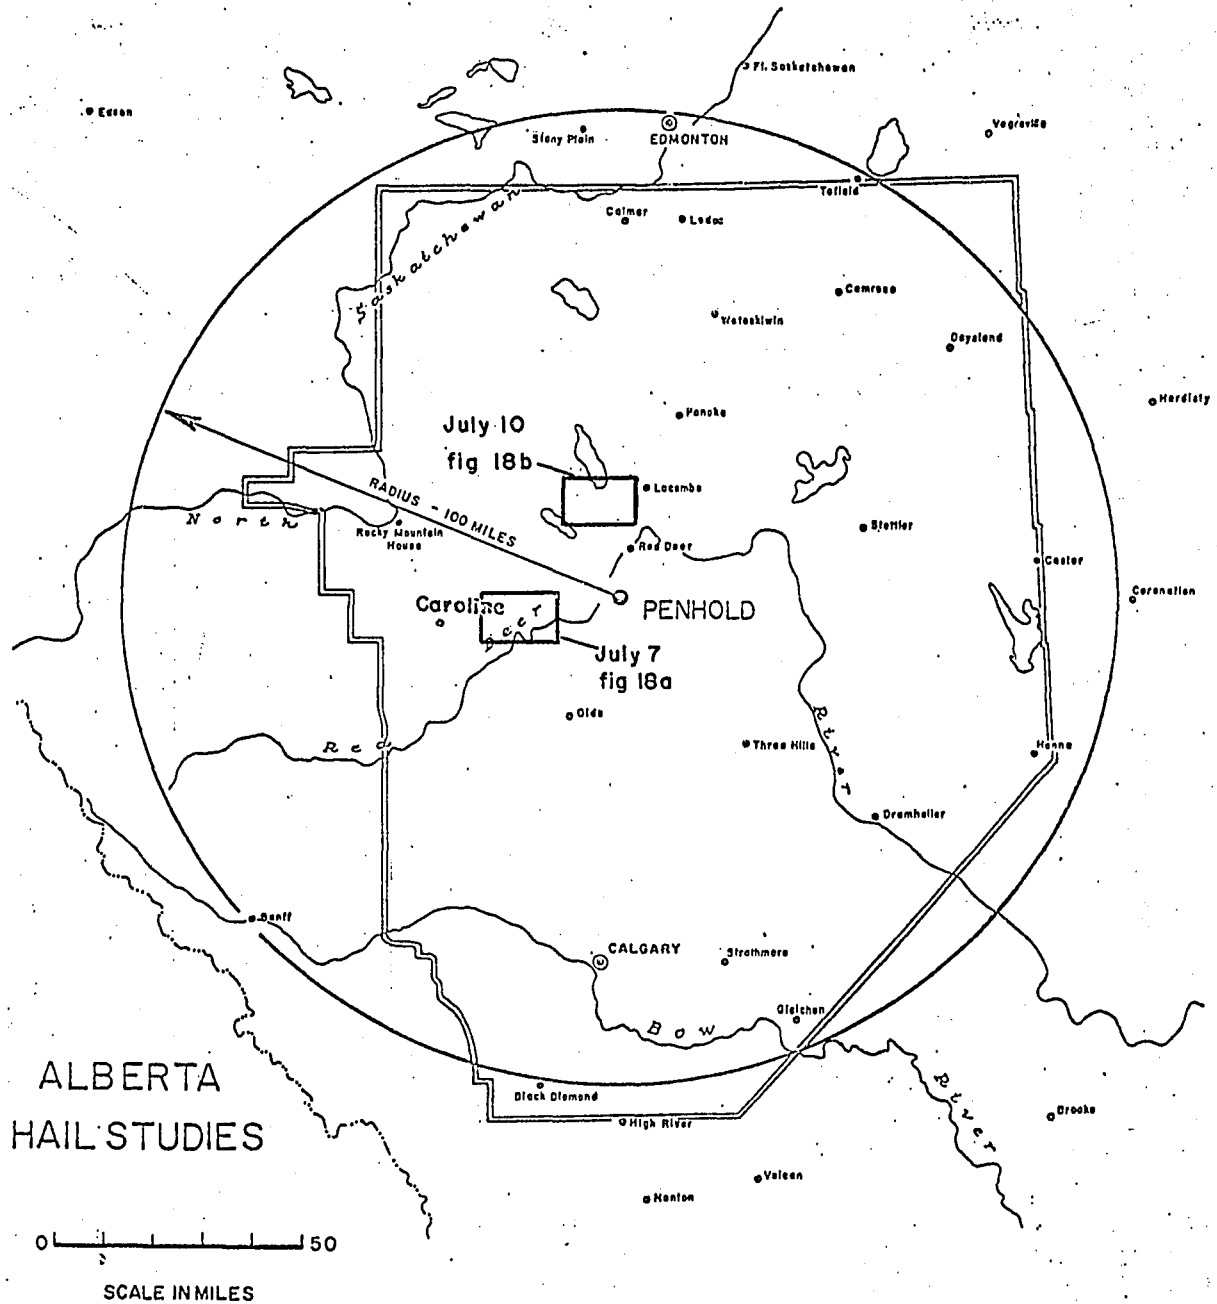 Ft. Saskatchewan
Edson
Vegreville
Stony Plain
EDMONTON
Tofield
Calmar
Leduc
Saskatchewan
Camrose
Wetaskiwin
Daysland
Hardisty
Ponoka
July 10
fig 18b
Lacombe
RADIUS - 100 MILES
North
Rocky Mountain
House
Stettler
Red Deer
Castor
Coronation
Caroline
PENHOLD
Deer
July 7
fig 18a
Olds
River
Red
Three Hills
Hanna
Drumheller
Banff
CALGARY
Strathmore
Gleichen
Bow
River
ALBERTA
HAIL STUDIES
Black Diamond
High River
Brooks
Vulcan
Nanton
0 50
SCALE IN MILES